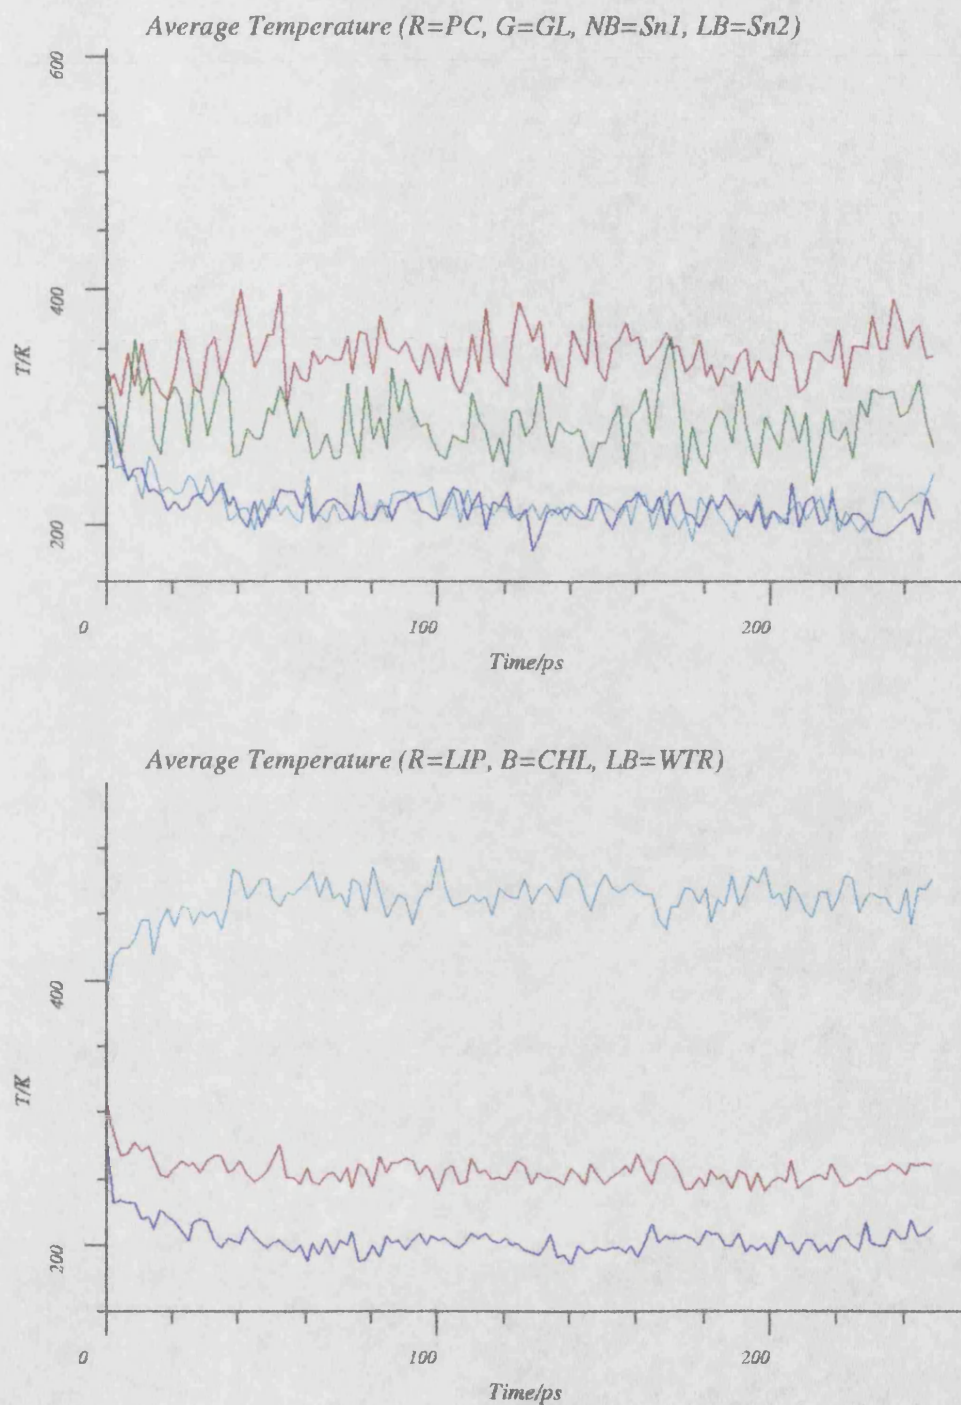 Average Temperature (R=PC, G=GL, NB=Sn1, LB=Sn2)
600
400
200
T/K
0 100 200
Time/ps
Average Temperature (R=LIP, B=CHL, LB=WTR)
400
200
T/K
0 100 200
Time/ps